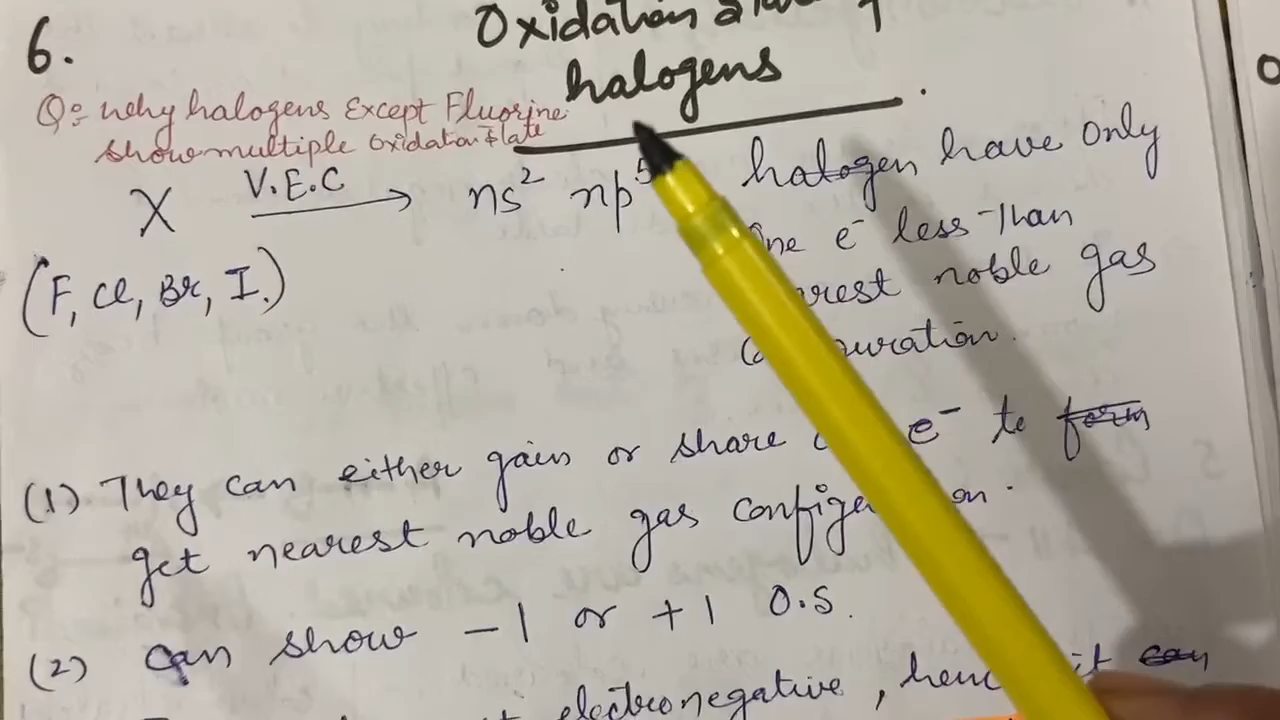 6.
Oxidation
halogens
Q: why halogens Except Fluorine
show multiple Oxidation state
X V.E.C → ns² np⁵ halogen have only
e⁻ less Than
(F, Cl, Br, I.) noble gas
(1) They can either gain or share e⁻ to form
get nearest noble gas
(2) Can show −1 or +1 O.S.
electronegative, it can